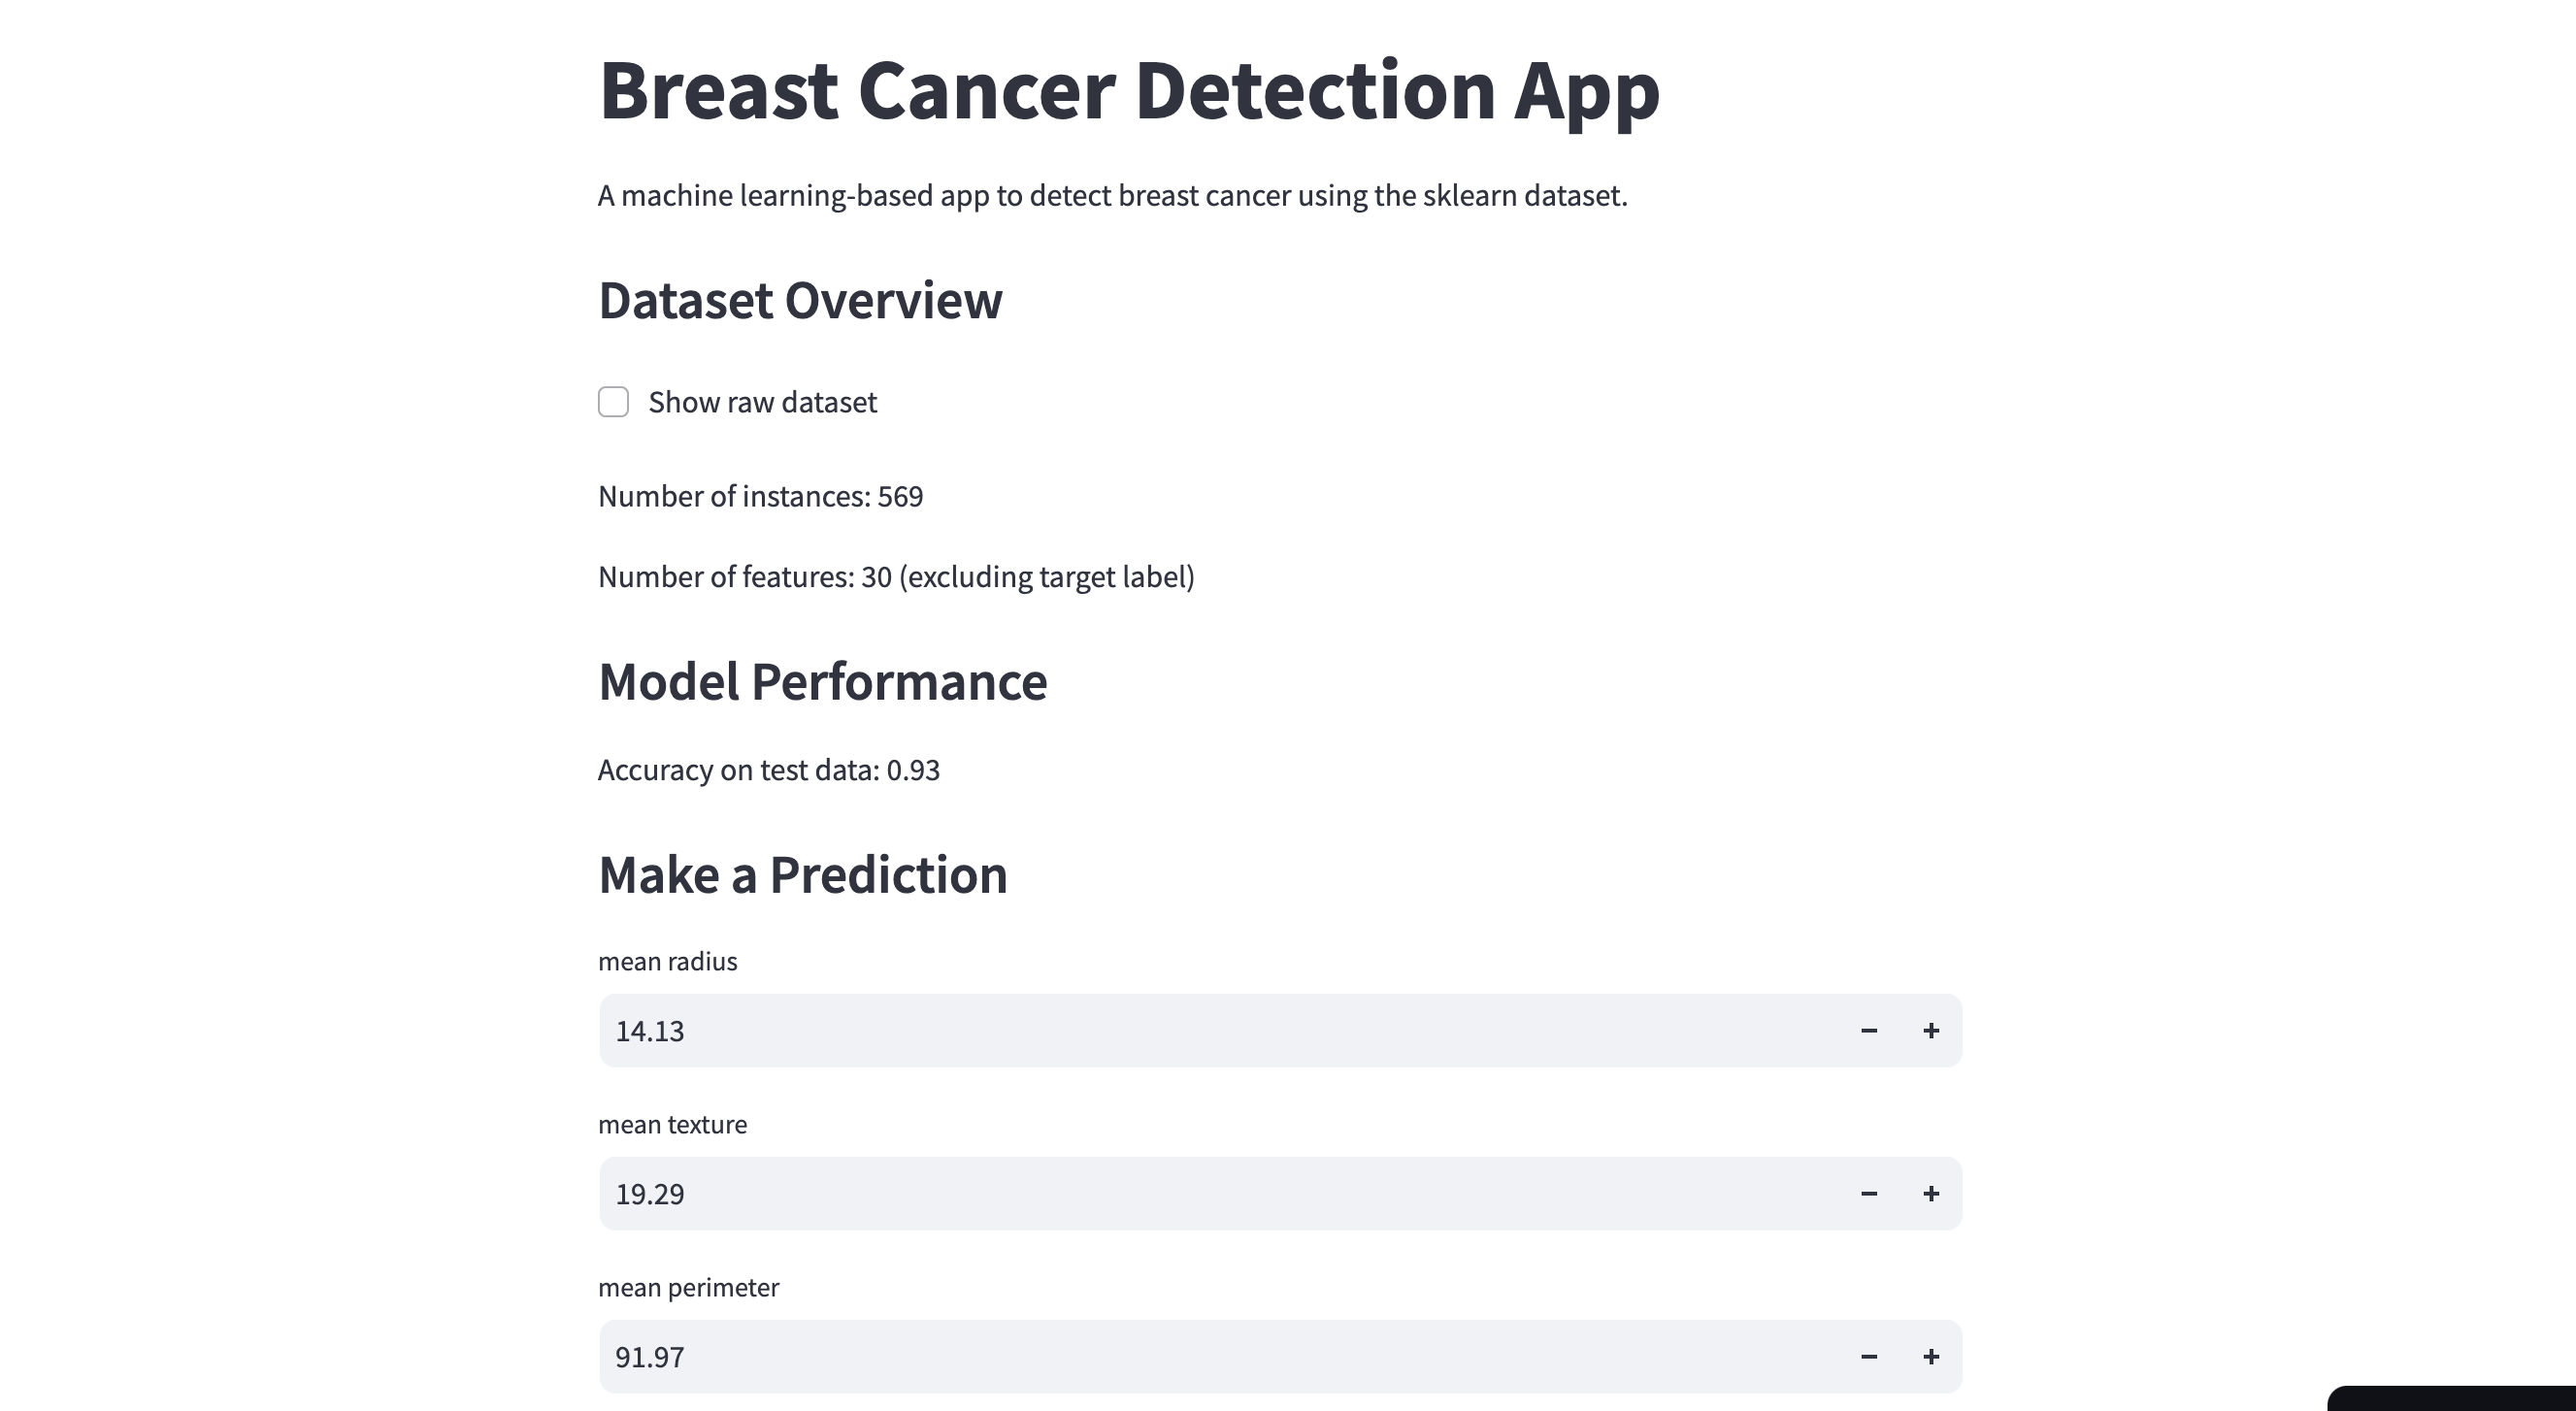 Breast Cancer Detection App
A machine learning-based app to detect breast cancer using the sklearn dataset.
Dataset Overview
Show raw dataset
Number of instances: 569
Number of features: 30 (excluding target label)
Model Performance
Accuracy on test data: 0.93
Make a Prediction
mean radius
14.13 − +
mean texture
19.29 − +
mean perimeter
91.97 − +